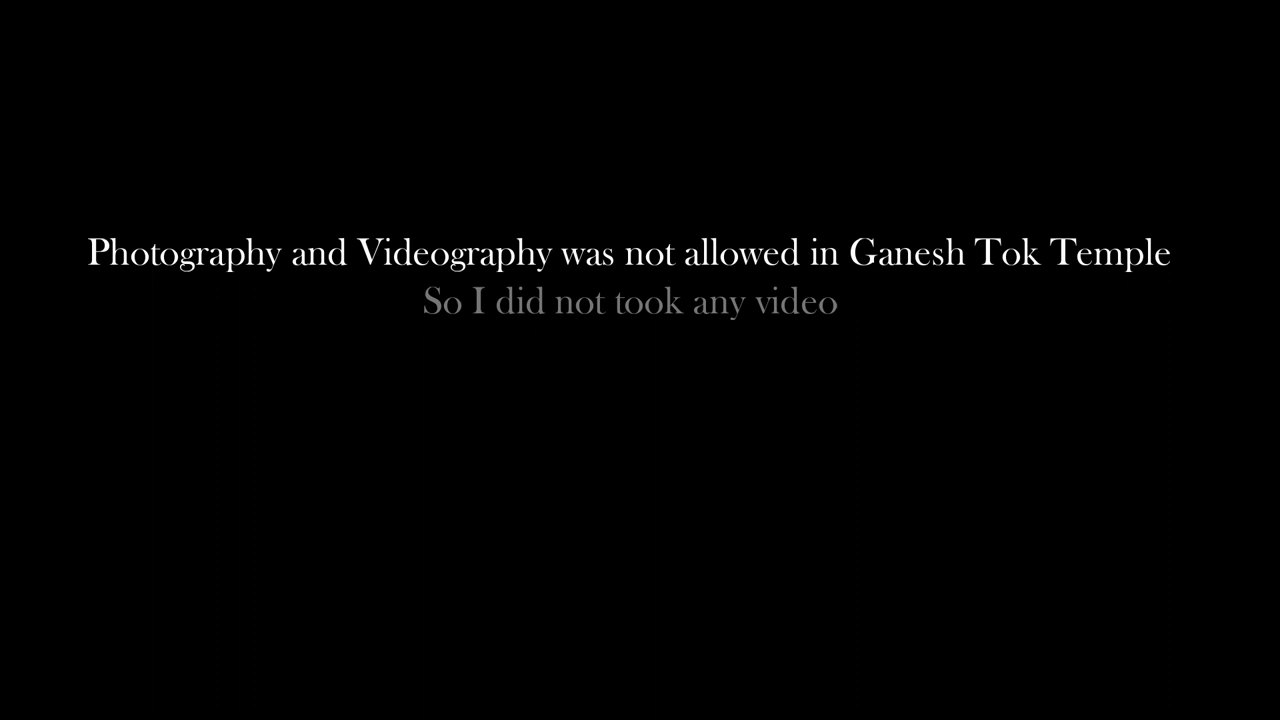 Photography and Videography was not allowed in Ganesh Tok Temple
So I did not took any video